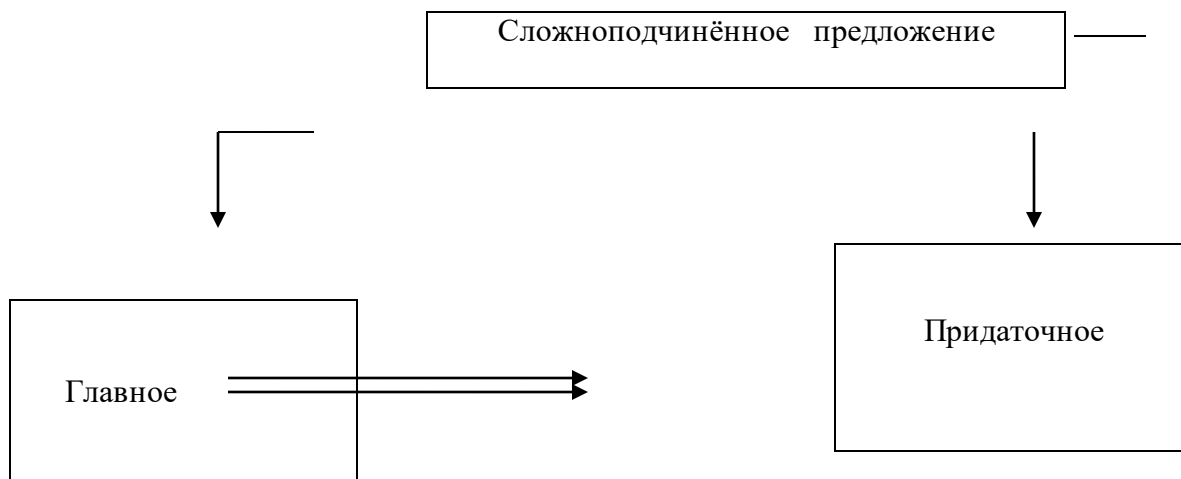 Сложноподчинённое предложение
Придаточное
Главное